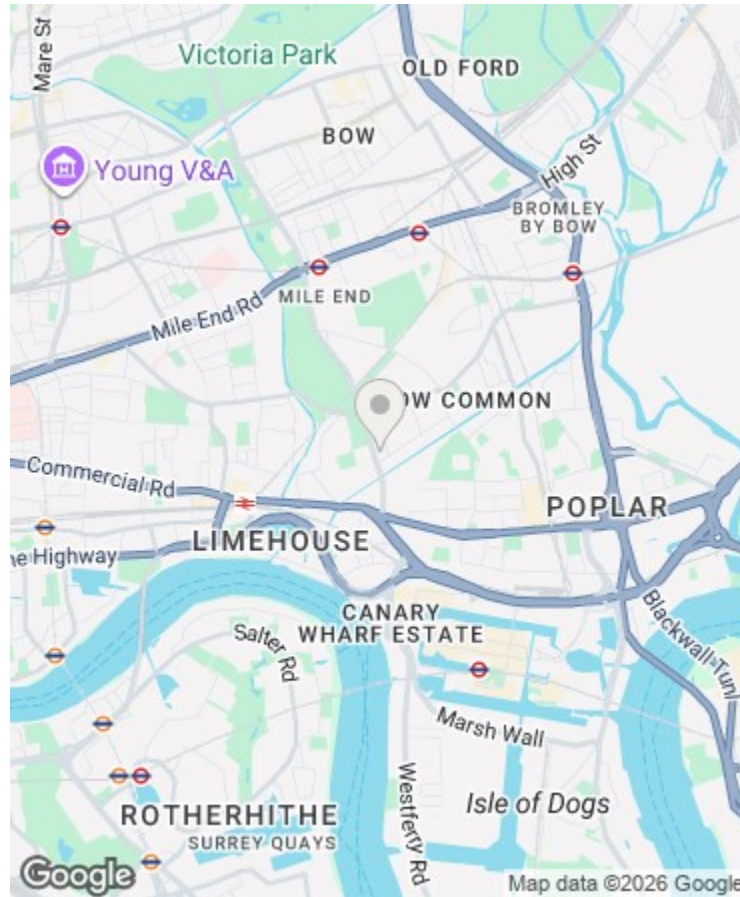 Mare St
Victoria Park
OLD FORD
BOW
High St
Young V&A
BROMLEY
BY BOW
MILE END
Mile End Rd
OW COMMON
Commercial Rd
POPLAR
LIMEHOUSE
he Highway
CANARY
WHARF ESTATE
Blackwall Tunl
Salter Rd
Marsh Wall
Westferry Rd
Isle of Dogs
ROTHERHITHE
SURREY QUAYS
Google
Map data ©2026 Google